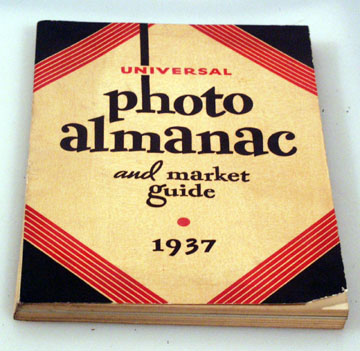 UNIVERSAL
photo
almanac
and market
guide
1937